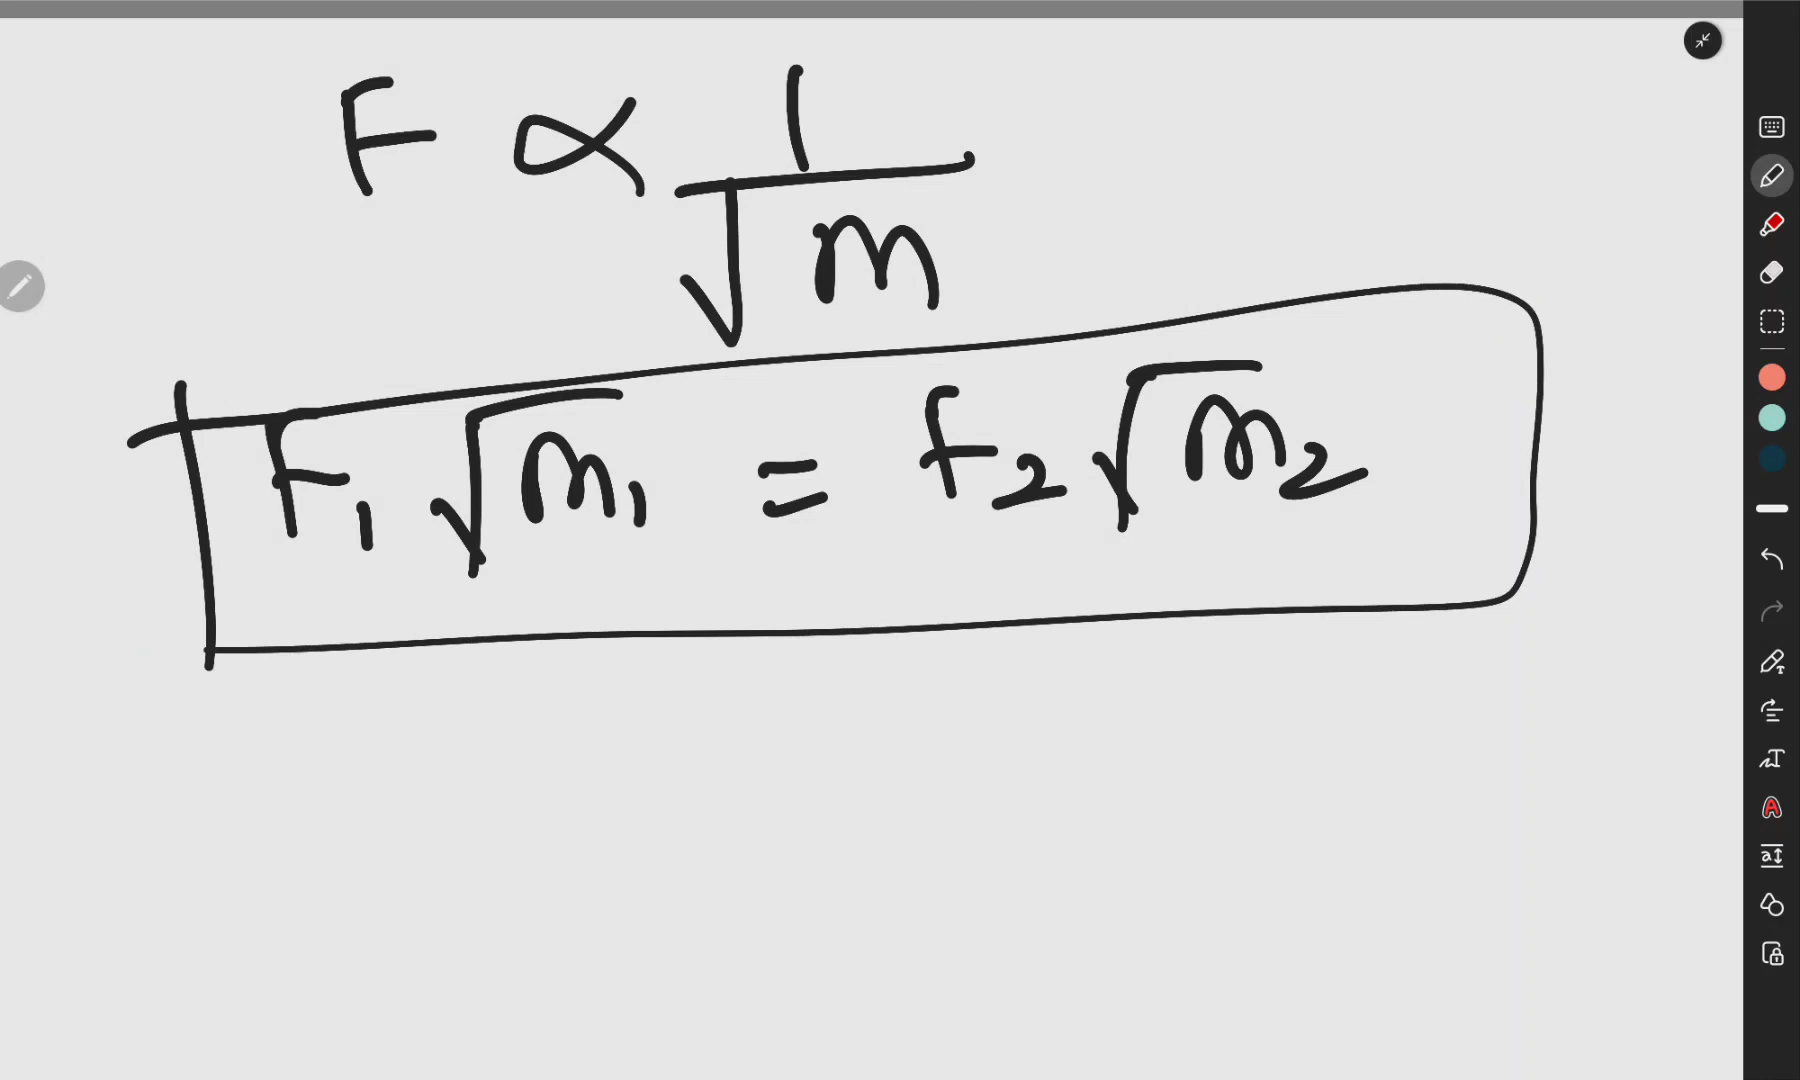 F ∝ 1/√m
F₁ √m₁ = f₂ √m₂